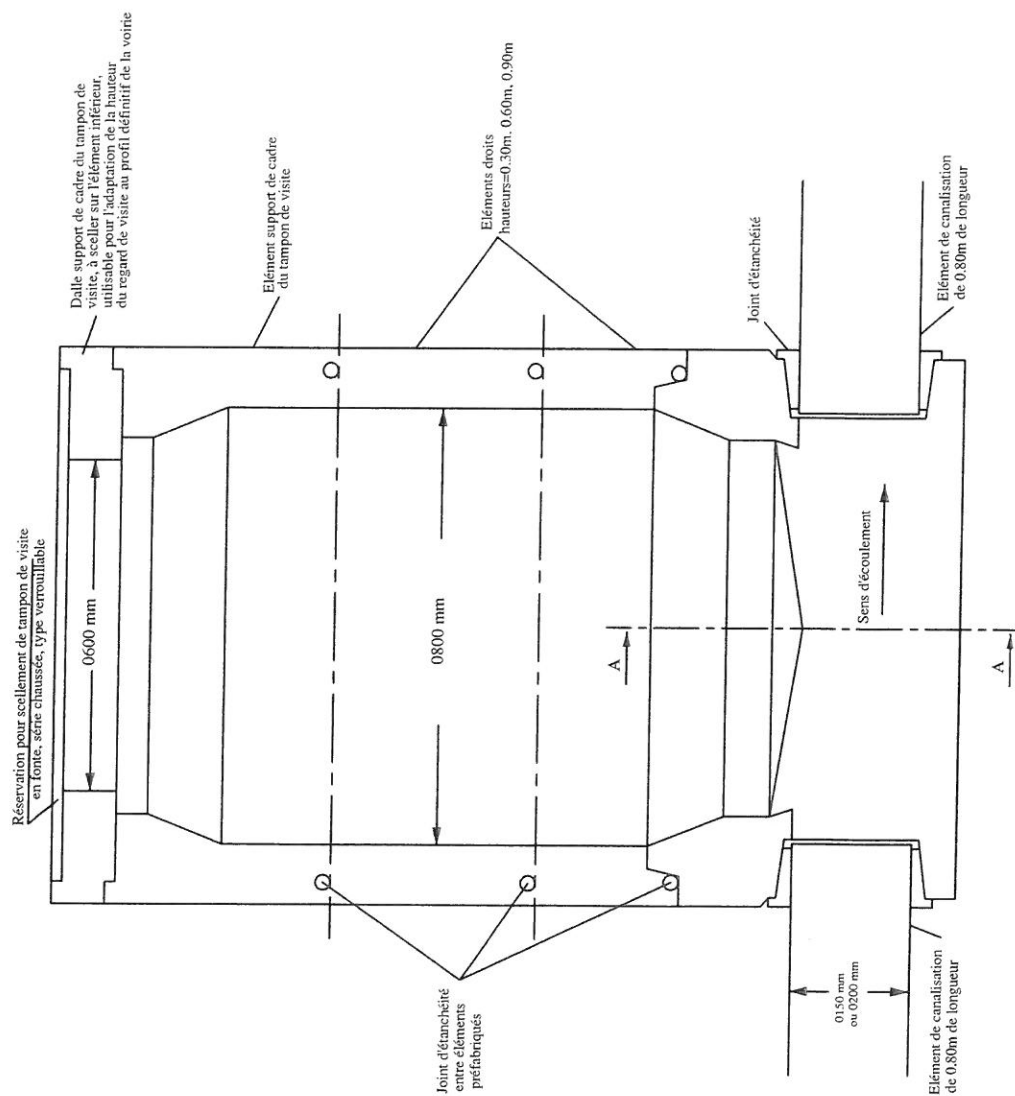 Réservation pour scellement de tampon de visite
en fonte, série chaussée, type verrouillable
Dalle support de cadre du tampon de
visite, à sceller sur l'élément inférieur,
utilisable pour l'adaptation de la hauteur
du regard de visite au profil définitif de la voirie
0600 mm
Elément support de cadre
du tampon de visite
Eléments droits
hauteurs=0.30m. 0.60m, 0.90m
0800 mm
Joint d'étanchéité
entre éléments
préfabriqués
A
Joint d'étanchéité
Sens d'écoulement
0150 mm
ou 0200 mm
Elément de canalisation
de 0.80m de longueur
A
Elément de canalisation
de 0.80m de longueur